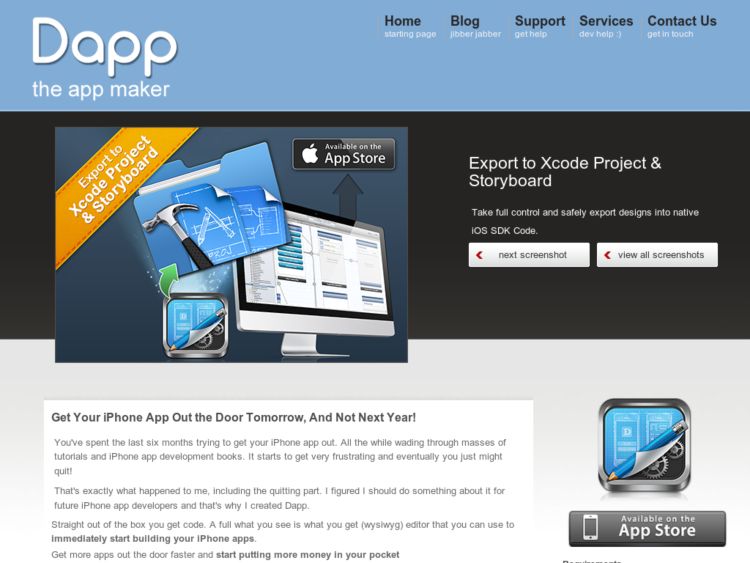 Dapp
the app maker
Home
starting page
Blog
jibber jabber
Support
get help
Services
dev help :)
Contact Us
get in touch
Export to
Xcode Project
& Storyboard
Available on the
App Store
Export to Xcode Project &
Storyboard
Take full control and safely export designs into native
iOS SDK Code.
next screenshot
view all screenshots
Get Your iPhone App Out the Door Tomorrow, And Not Next Year!
You've spent the last six months trying to get your iPhone app out. All the while wading through masses of
tutorials and iPhone app development books. It starts to get very frustrating and eventually you just might
quit!
That's exactly what happened to me, including the quitting part. I figured I should do something about it for
future iPhone app developers and that's why I created Dapp.
Straight out of the box you get code. A full what you see is what you get (wysiwyg) editor that you can use to
immediately start building your iPhone apps.
Get more apps out the door faster and start putting more money in your pocket
Available on the
App Store